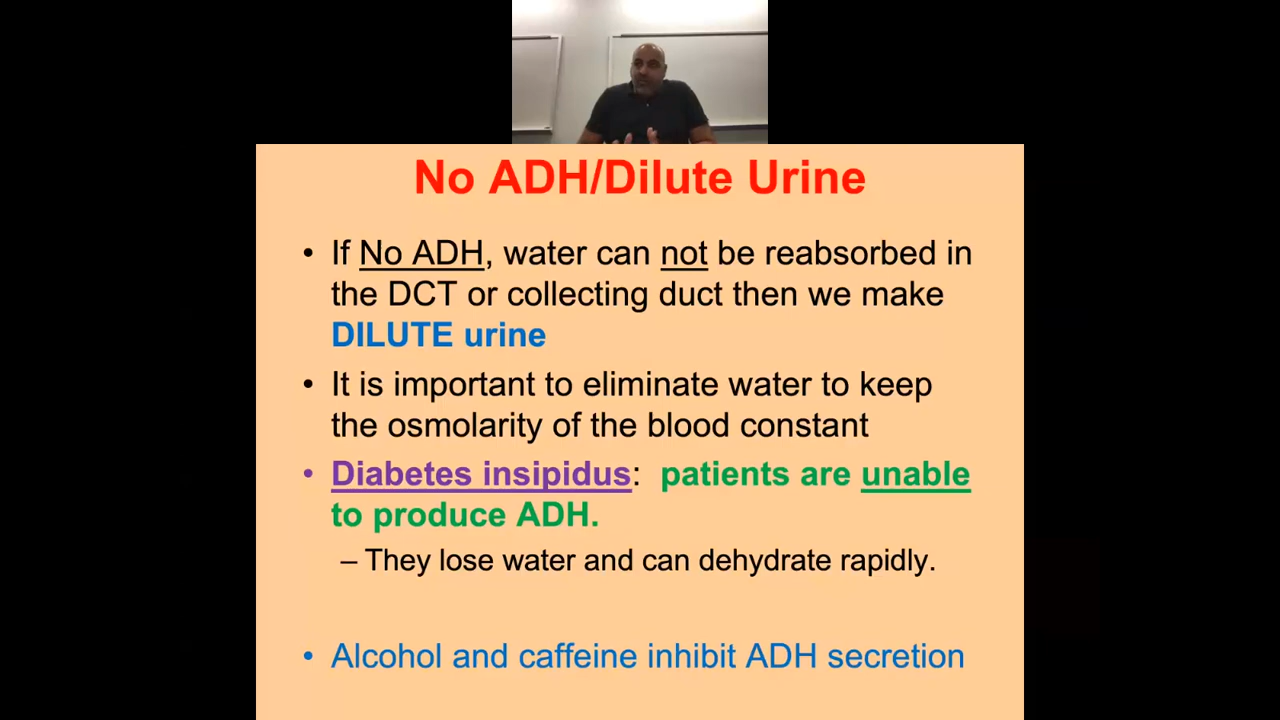 No ADH/Dilute Urine
• If No ADH, water can not be reabsorbed in
the DCT or collecting duct then we make
DILUTE urine
• It is important to eliminate water to keep
the osmolarity of the blood constant
• Diabetes insipidus: patients are unable
to produce ADH.
– They lose water and can dehydrate rapidly.
• Alcohol and caffeine inhibit ADH secretion